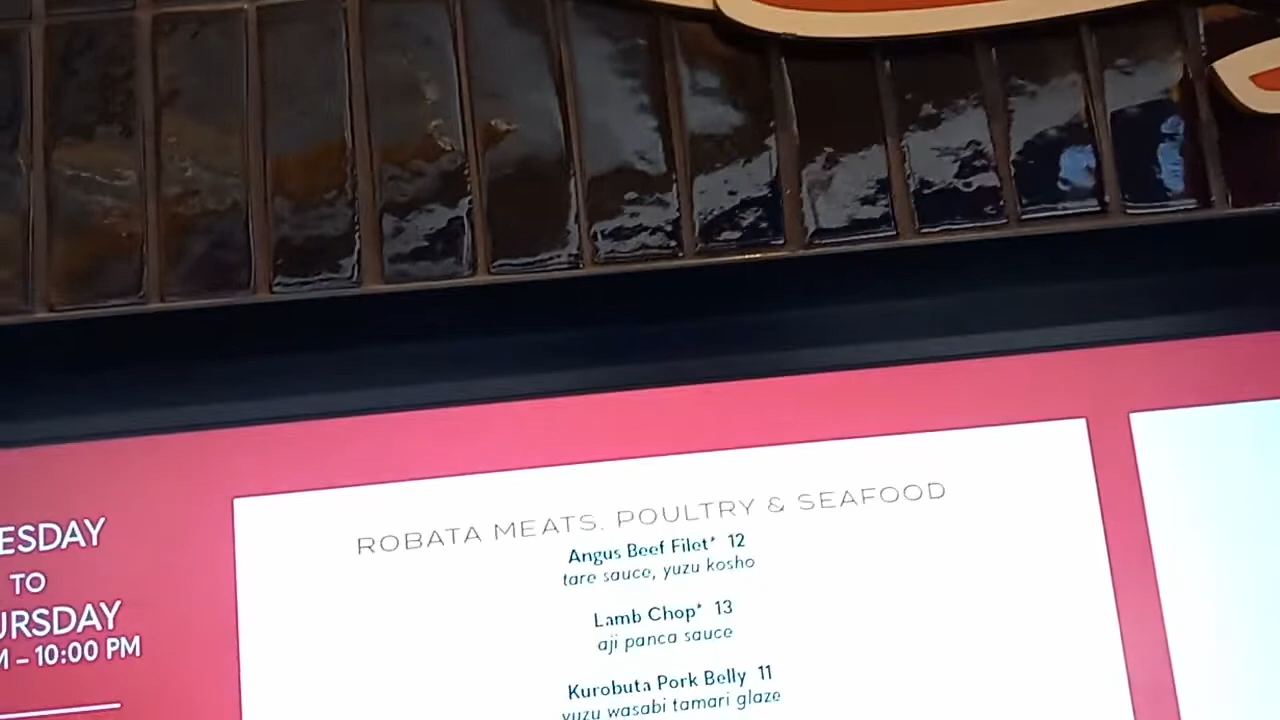 ESDAY
TO
URSDAY
M – 10:00 PM
ROBATA MEATS, POULTRY & SEAFOOD
Angus Beef Filet* 12
tare sauce, yuzu kosho
Lamb Chop* 13
aji panca sauce
Kurobuta Pork Belly 11
yuzu wasabi tamari glaze